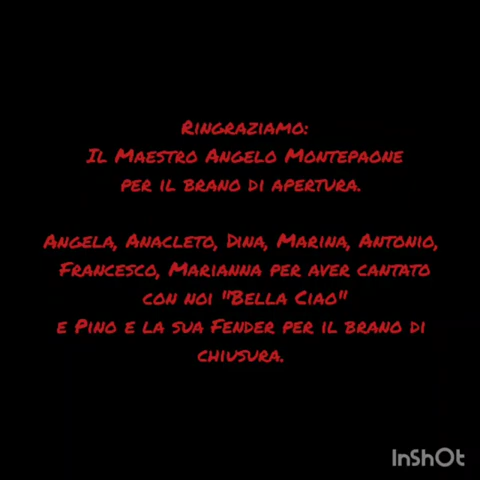 Ringraziamo:
Il Maestro Angelo Montepaone
per il brano di apertura.
Angela, Anacleto, Dina, Marina, Antonio,
Francesco, Marianna per aver cantato
con noi "Bella Ciao"
e Pino e la sua Fender per il brano di
chiusura.
InShOt